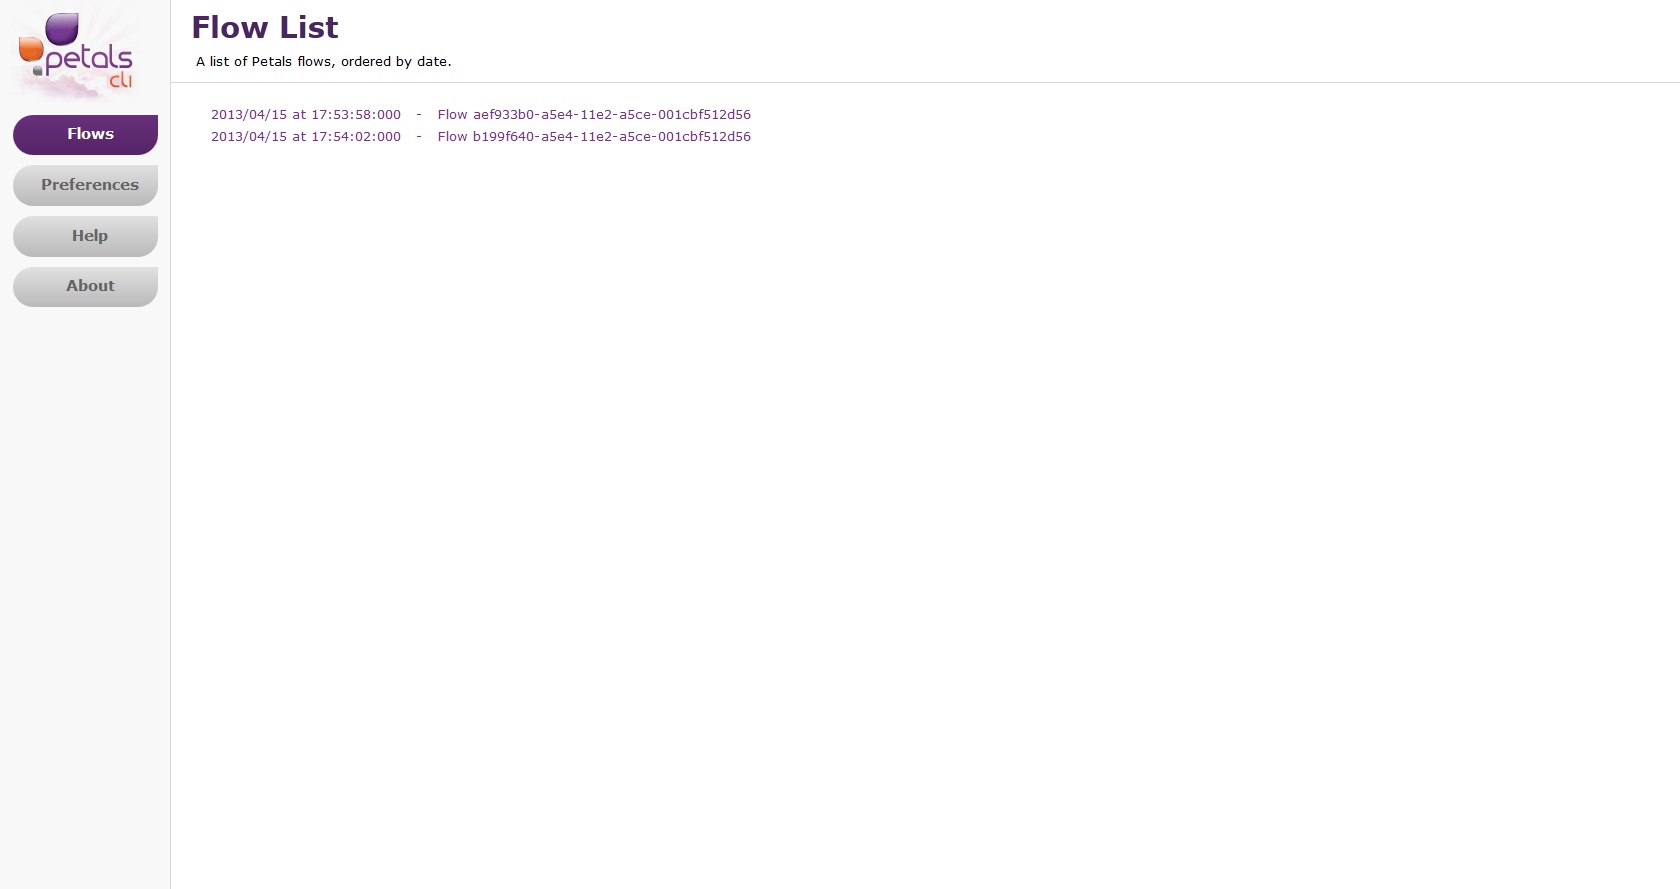 petals
cli
Flows
Preferences
Help
About
Flow List
A list of Petals flows, ordered by date.
2013/04/15 at 17:53:58:000 - Flow aef933b0-a5e4-11e2-a5ce-001cbf512d56
2013/04/15 at 17:54:02:000 - Flow b199f640-a5e4-11e2-a5ce-001cbf512d56